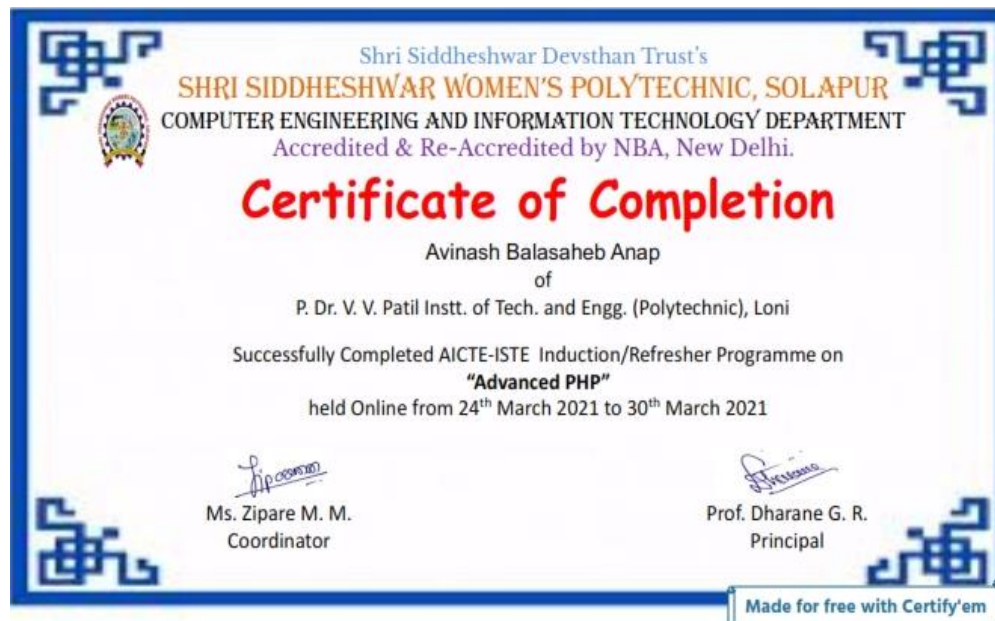 Shri Siddheshwar Devsthan Trust's
SHRI SIDDHESHWAR WOMEN'S POLYTECHNIC, SOLAPUR
COMPUTER ENGINEERING AND INFORMATION TECHNOLOGY DEPARTMENT
Accredited & Re-Accredited by NBA, New Delhi.
Certificate of Completion
Avinash Balasaheb Anap
of
P. Dr. V. V. Patil Instt. of Tech. and Engg. (Polytechnic), Loni
Successfully Completed AICTE-ISTE Induction/Refresher Programme on
“Advanced PHP”
held Online from 24th March 2021 to 30th March 2021
Ms. Zipare M. M.
Coordinator
Prof. Dharane G. R.
Principal
Made for free with Certify'em